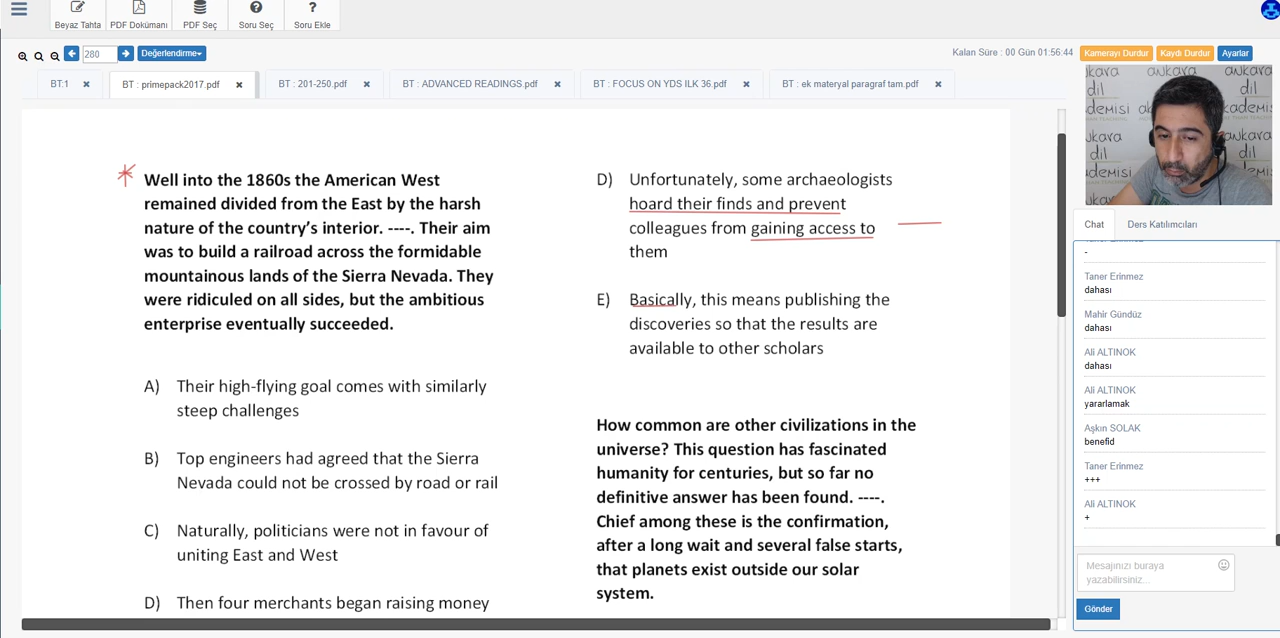 Beyaz Tahta
PDF Dokümanı
PDF Seç
Soru Seç
Soru Ekle
280
Değerlendirme
Kalan Süre : 00 Gün 01:56:44
Kamerayı Durdur
Kaydı Durdur
Ayarlar
BT.1
BT : primepack2017.pdf
BT : 201-250.pdf
BT : ADVANCED READINGS.pdf
BT : FOCUS ON YDS ILK 36.pdf
BT : ek materyal paragraf tam.pdf
Well into the 1860s the American West
remained divided from the East by the harsh
nature of the country's interior. ----. Their aim
was to build a railroad across the formidable
mountainous lands of the Sierra Nevada. They
were ridiculed on all sides, but the ambitious
enterprise eventually succeeded.
A) Their high-flying goal comes with similarly
steep challenges
B) Top engineers had agreed that the Sierra
Nevada could not be crossed by road or rail
C) Naturally, politicians were not in favour of
uniting East and West
D) Then four merchants began raising money
D) Unfortunately, some archaeologists
hoard their finds and prevent
colleagues from gaining access to
them
E) Basically, this means publishing the
discoveries so that the results are
available to other scholars
How common are other civilizations in the
universe? This question has fascinated
humanity for centuries, but so far no
definitive answer has been found. ----.
Chief among these is the confirmation,
after a long wait and several false starts,
that planets exist outside our solar
system.
ankara
dil
ankara
dil
Chat
Ders Katılımcıları
Taner Erinmez
-
Taner Erinmez
dahası
Mahir Gündüz
dahası
Ali ALTINOK
dahası
Ali ALTINOK
yararlamak
Aşkın SOLAK
benefid
Taner Erinmez
+++
Ali ALTINOK
+
Mesajınızı buraya
yazabilirsiniz...
Gönder